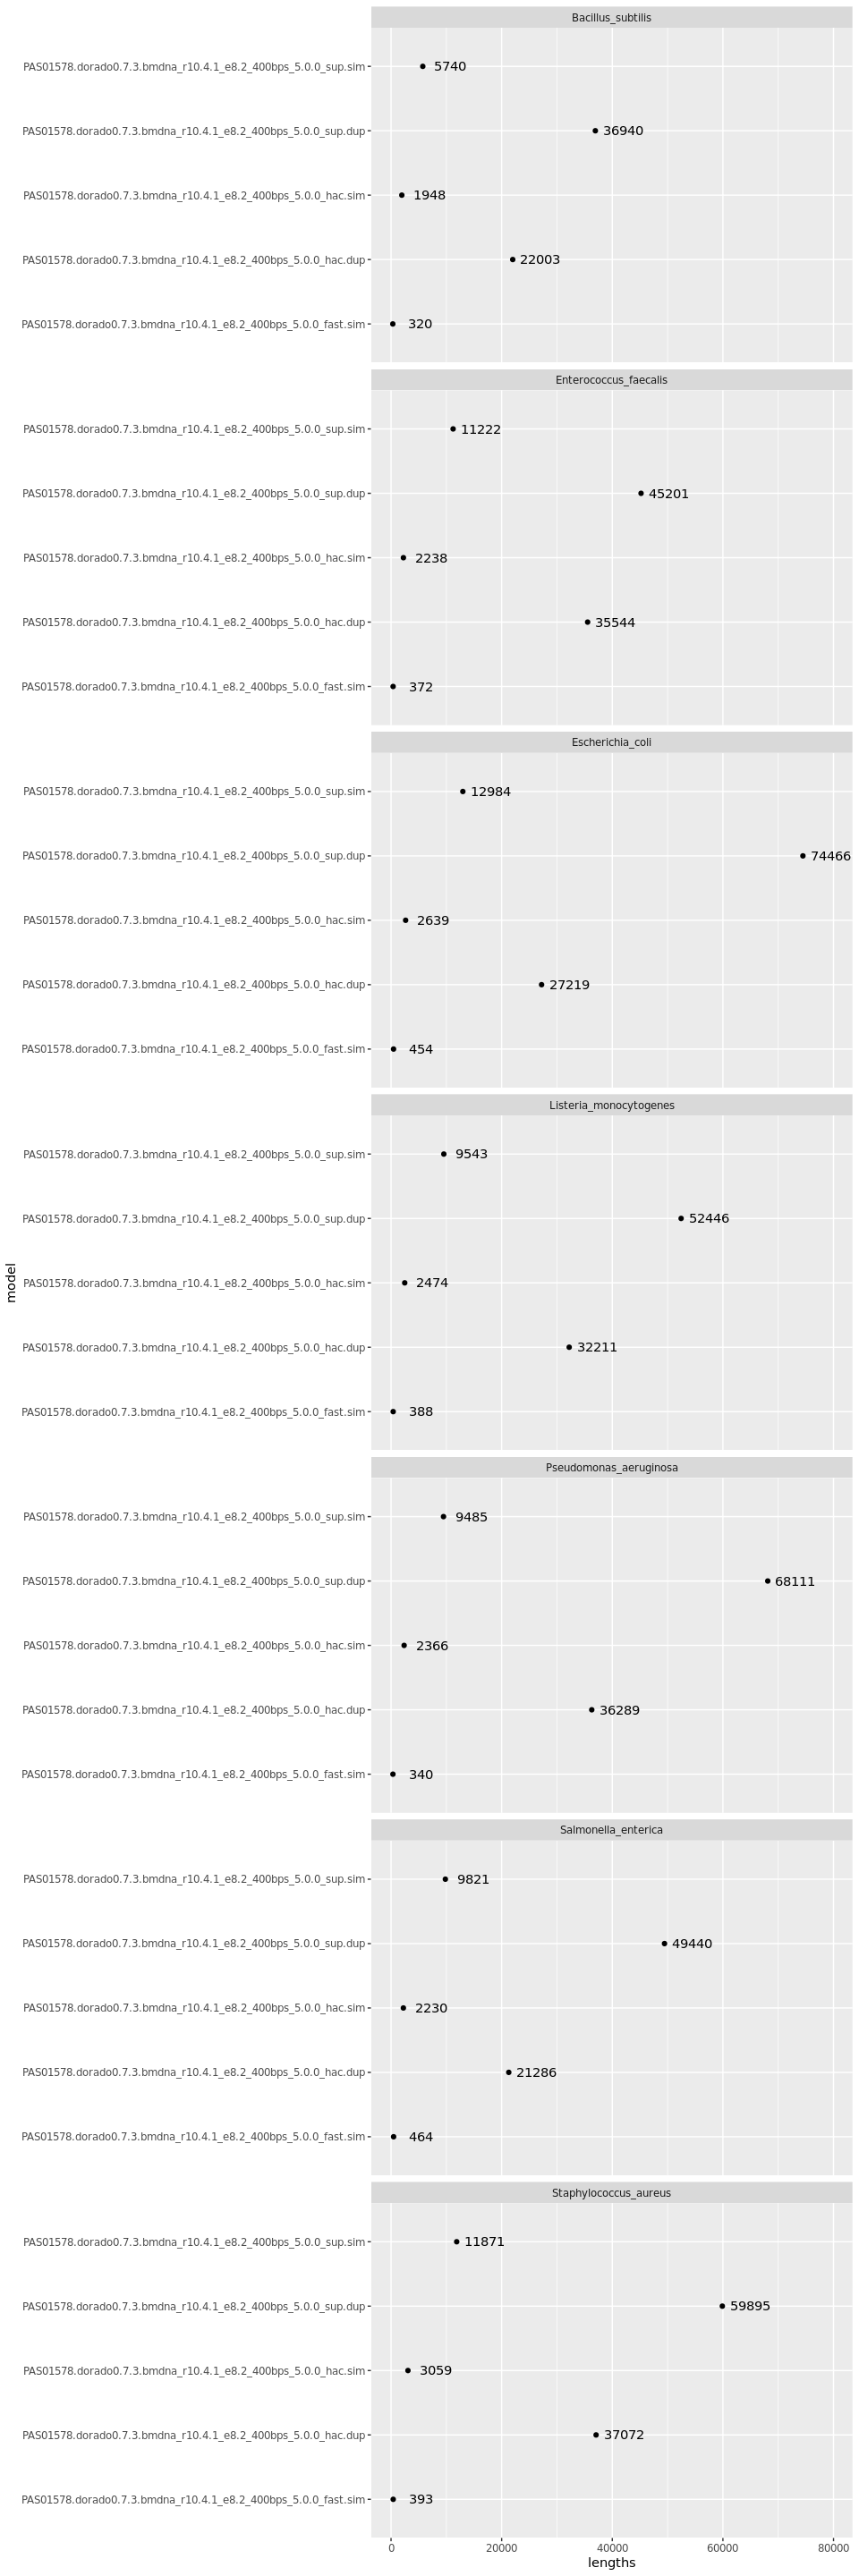 Bacillus_subtilis
PAS01578.dorado0.7.3.bmdna_r10.4.1_e8.2_400bps_5.0.0_sup.sim 5740
PAS01578.dorado0.7.3.bmdna_r10.4.1_e8.2_400bps_5.0.0_sup.dup 36940
PAS01578.dorado0.7.3.bmdna_r10.4.1_e8.2_400bps_5.0.0_hac.sim 1948
PAS01578.dorado0.7.3.bmdna_r10.4.1_e8.2_400bps_5.0.0_hac.dup 22003
PAS01578.dorado0.7.3.bmdna_r10.4.1_e8.2_400bps_5.0.0_fast.sim 320
Enterococcus_faecalis
PAS01578.dorado0.7.3.bmdna_r10.4.1_e8.2_400bps_5.0.0_sup.sim 11222
PAS01578.dorado0.7.3.bmdna_r10.4.1_e8.2_400bps_5.0.0_sup.dup 45201
PAS01578.dorado0.7.3.bmdna_r10.4.1_e8.2_400bps_5.0.0_hac.sim 2238
PAS01578.dorado0.7.3.bmdna_r10.4.1_e8.2_400bps_5.0.0_hac.dup 35544
PAS01578.dorado0.7.3.bmdna_r10.4.1_e8.2_400bps_5.0.0_fast.sim 372
Escherichia_coli
PAS01578.dorado0.7.3.bmdna_r10.4.1_e8.2_400bps_5.0.0_sup.sim 12984
PAS01578.dorado0.7.3.bmdna_r10.4.1_e8.2_400bps_5.0.0_sup.dup 74466
PAS01578.dorado0.7.3.bmdna_r10.4.1_e8.2_400bps_5.0.0_hac.sim 2639
PAS01578.dorado0.7.3.bmdna_r10.4.1_e8.2_400bps_5.0.0_hac.dup 27219
PAS01578.dorado0.7.3.bmdna_r10.4.1_e8.2_400bps_5.0.0_fast.sim 454
Listeria_monocytogenes
PAS01578.dorado0.7.3.bmdna_r10.4.1_e8.2_400bps_5.0.0_sup.sim 9543
PAS01578.dorado0.7.3.bmdna_r10.4.1_e8.2_400bps_5.0.0_sup.dup 52446
PAS01578.dorado0.7.3.bmdna_r10.4.1_e8.2_400bps_5.0.0_hac.sim 2474
PAS01578.dorado0.7.3.bmdna_r10.4.1_e8.2_400bps_5.0.0_hac.dup 32211
PAS01578.dorado0.7.3.bmdna_r10.4.1_e8.2_400bps_5.0.0_fast.sim 388
model
Pseudomonas_aeruginosa
PAS01578.dorado0.7.3.bmdna_r10.4.1_e8.2_400bps_5.0.0_sup.sim 9485
PAS01578.dorado0.7.3.bmdna_r10.4.1_e8.2_400bps_5.0.0_sup.dup 68111
PAS01578.dorado0.7.3.bmdna_r10.4.1_e8.2_400bps_5.0.0_hac.sim 2366
PAS01578.dorado0.7.3.bmdna_r10.4.1_e8.2_400bps_5.0.0_hac.dup 36289
PAS01578.dorado0.7.3.bmdna_r10.4.1_e8.2_400bps_5.0.0_fast.sim 340
Salmonella_enterica
PAS01578.dorado0.7.3.bmdna_r10.4.1_e8.2_400bps_5.0.0_sup.sim 9821
PAS01578.dorado0.7.3.bmdna_r10.4.1_e8.2_400bps_5.0.0_sup.dup 49440
PAS01578.dorado0.7.3.bmdna_r10.4.1_e8.2_400bps_5.0.0_hac.sim 2230
PAS01578.dorado0.7.3.bmdna_r10.4.1_e8.2_400bps_5.0.0_hac.dup 21286
PAS01578.dorado0.7.3.bmdna_r10.4.1_e8.2_400bps_5.0.0_fast.sim 464
Staphylococcus_aureus
PAS01578.dorado0.7.3.bmdna_r10.4.1_e8.2_400bps_5.0.0_sup.sim 11871
PAS01578.dorado0.7.3.bmdna_r10.4.1_e8.2_400bps_5.0.0_sup.dup 59895
PAS01578.dorado0.7.3.bmdna_r10.4.1_e8.2_400bps_5.0.0_hac.sim 3059
PAS01578.dorado0.7.3.bmdna_r10.4.1_e8.2_400bps_5.0.0_hac.dup 37072
PAS01578.dorado0.7.3.bmdna_r10.4.1_e8.2_400bps_5.0.0_fast.sim 393
0 20000 40000 60000 80000
lengths